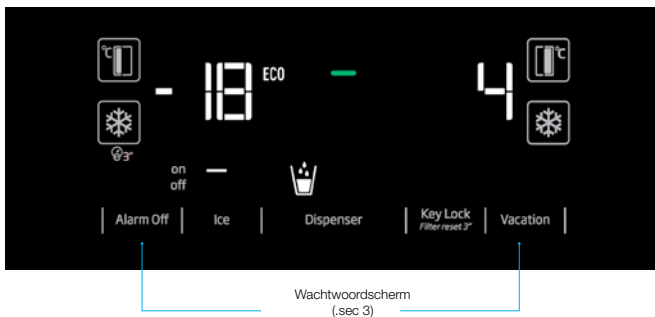 °C
°C
- 18 ECO
4
3"
on
off
Alarm Off
Ice
Dispenser
Key Lock
Filter reset 3"
Vacation
Wachtwoordscherm
(.sec 3)